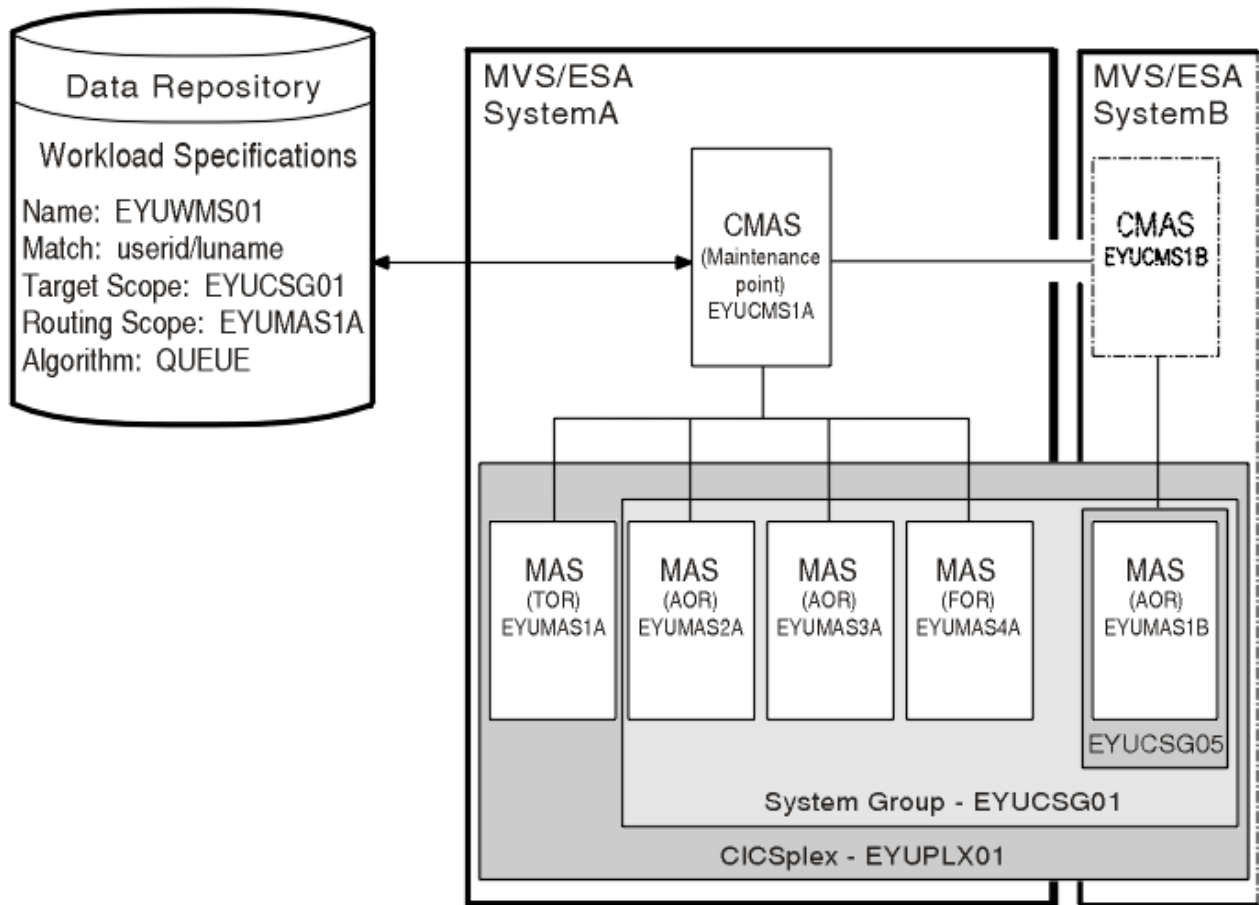 Data Repository
Workload Specifications
Name: EYUWMS01
Match: userid/luname
Target Scope: EYUCSG01
Routing Scope: EYUMAS1A
Algorithm: QUEUE
MVS/ESA
SystemA
CMAS
(Maintenance
point)
EYUCMS1A
MVS/ESA
SystemB
CMAS
EYUCMS1B
MAS
(TOR)
EYUMAS1A
MAS
(AOR)
EYUMAS2A
MAS
(AOR)
EYUMAS3A
MAS
(FOR)
EYUMAS4A
MAS
(AOR)
EYUMAS1B
EYUCSG05
System Group - EYUCSG01
CICSplex - EYUPLX01